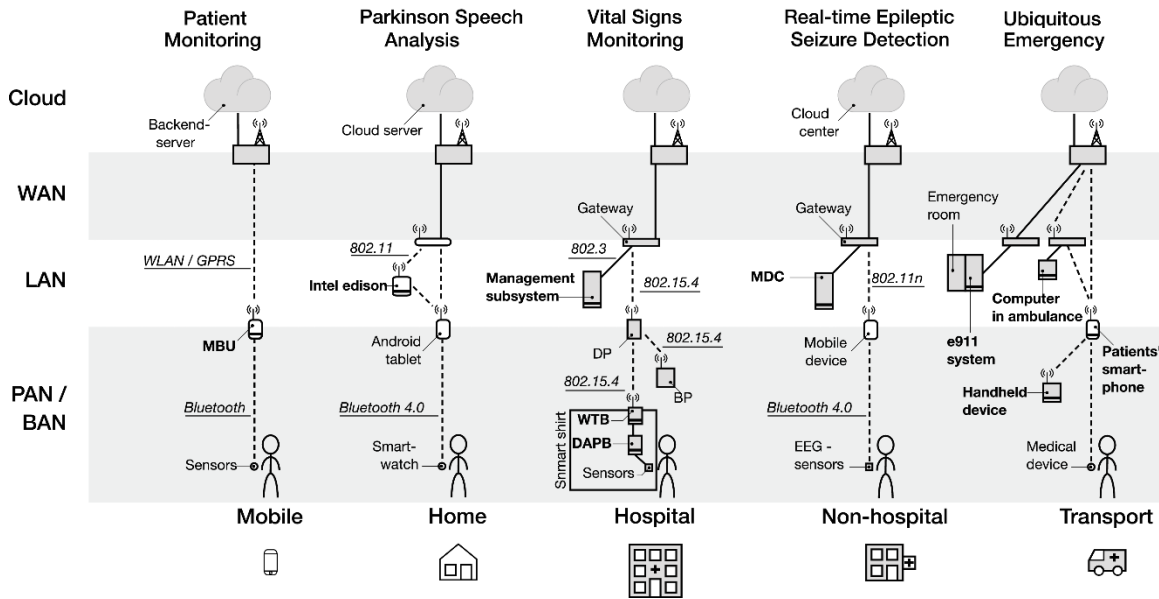 Patient
Monitoring
Parkinson Speech
Analysis
Vital Signs
Monitoring
Real-time Epileptic
Seizure Detection
Ubiquitous
Emergency
Cloud
Backend-
server
Cloud server
Cloud
center
WAN
Gateway
Gateway
Emergency
room
LAN
WLAN / GPRS
802.11
Intel edison
802.3
Management
subsystem
802.15.4
MDC
802.11n
Computer
in ambulance
e911
system
PAN /
BAN
MBU
Android
tablet
DP
802.15.4
BP
802.15.4
Mobile
device
Patients'
smart-
phone
Handheld
device
Bluetooth
Bluetooth 4.0
Snmart shirt
WTB
DAPB
Sensors
Bluetooth 4.0
Sensors
Smart-
watch
EEG -
sensors
Medical
device
Mobile
Home
Hospital
Non-hospital
Transport